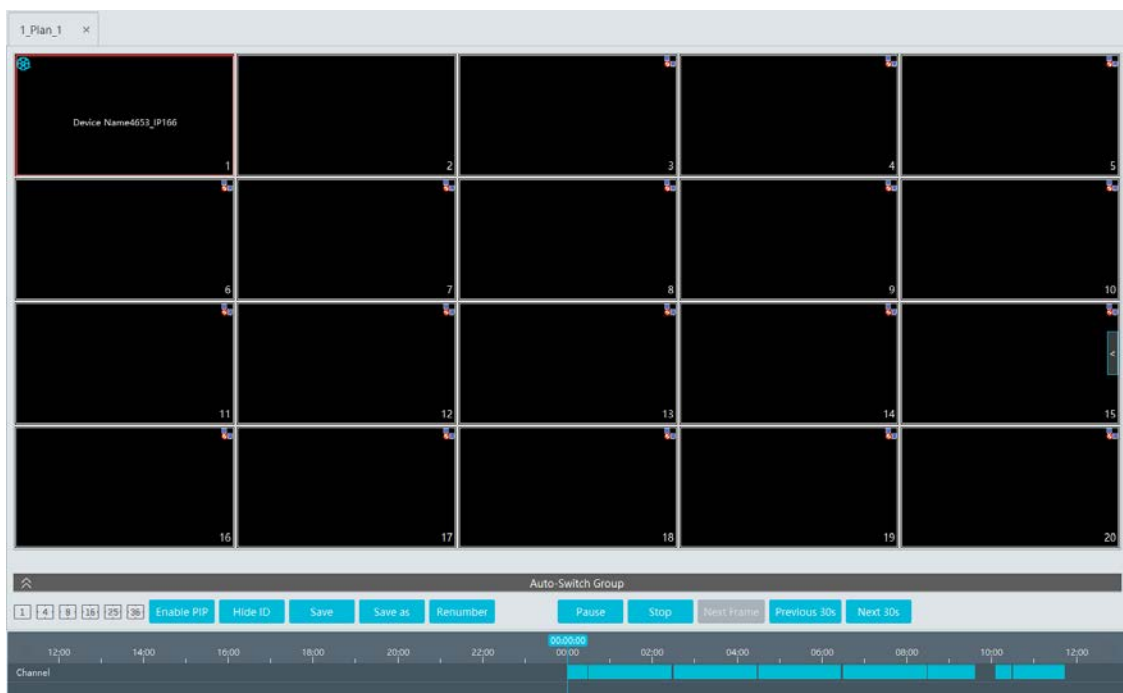 1_Plan_1 ×
Device Name4653_IP166
1 2 3 4 5
6 7 8 9 10
11 12 13 14 15
<
16 17 18 19 20
Auto-Switch Group
1 4 8 16 25 36 Enable PIP Hide ID Save Save as Renumber Pause Stop Next Frame Previous 30s Next 30s
00:00:00
12:00 14:00 16:00 18:00 20:00 22:00 00:00 02:00 04:00 06:00 08:00 10:00 12:00
Channel